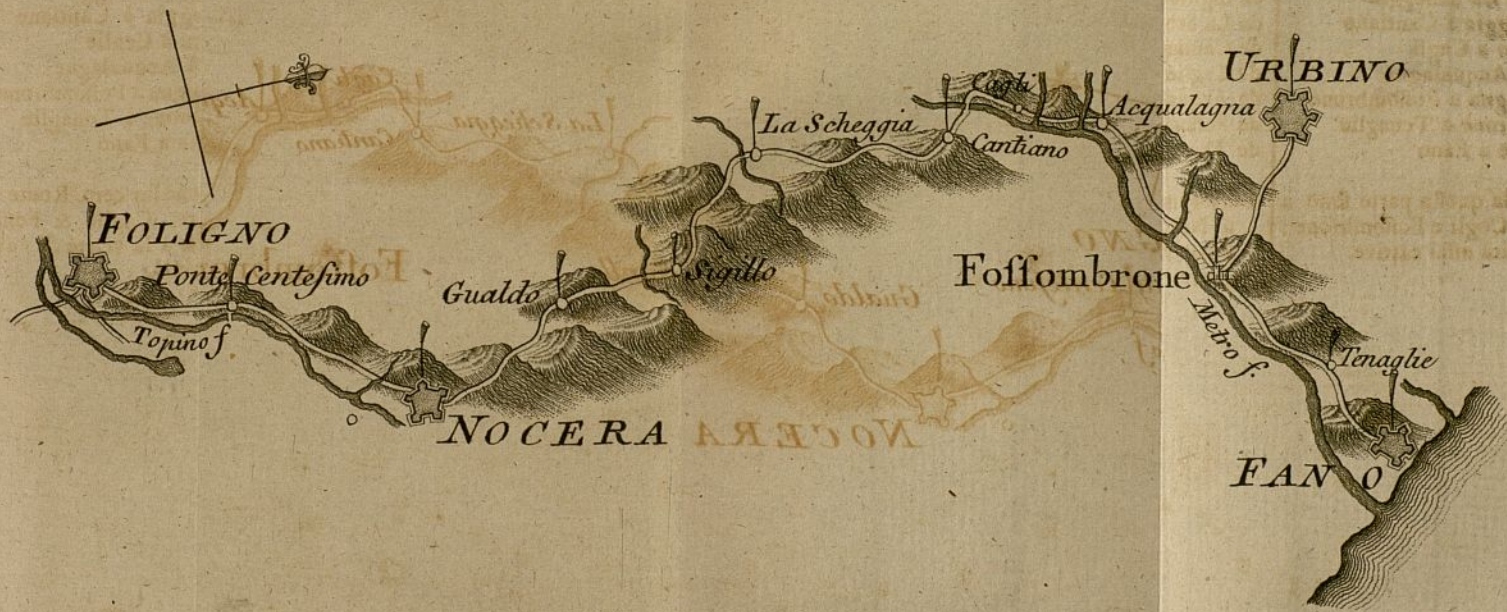 URBINO
Cagli
Acqualagna
La Scheggia
Cantiano
FOLIGNO
Ponte Centeſimo
Foſſombrone
Sigillo
Gualdo
Topino f
Metro f.
Tenaglie
NOCERA
FANO